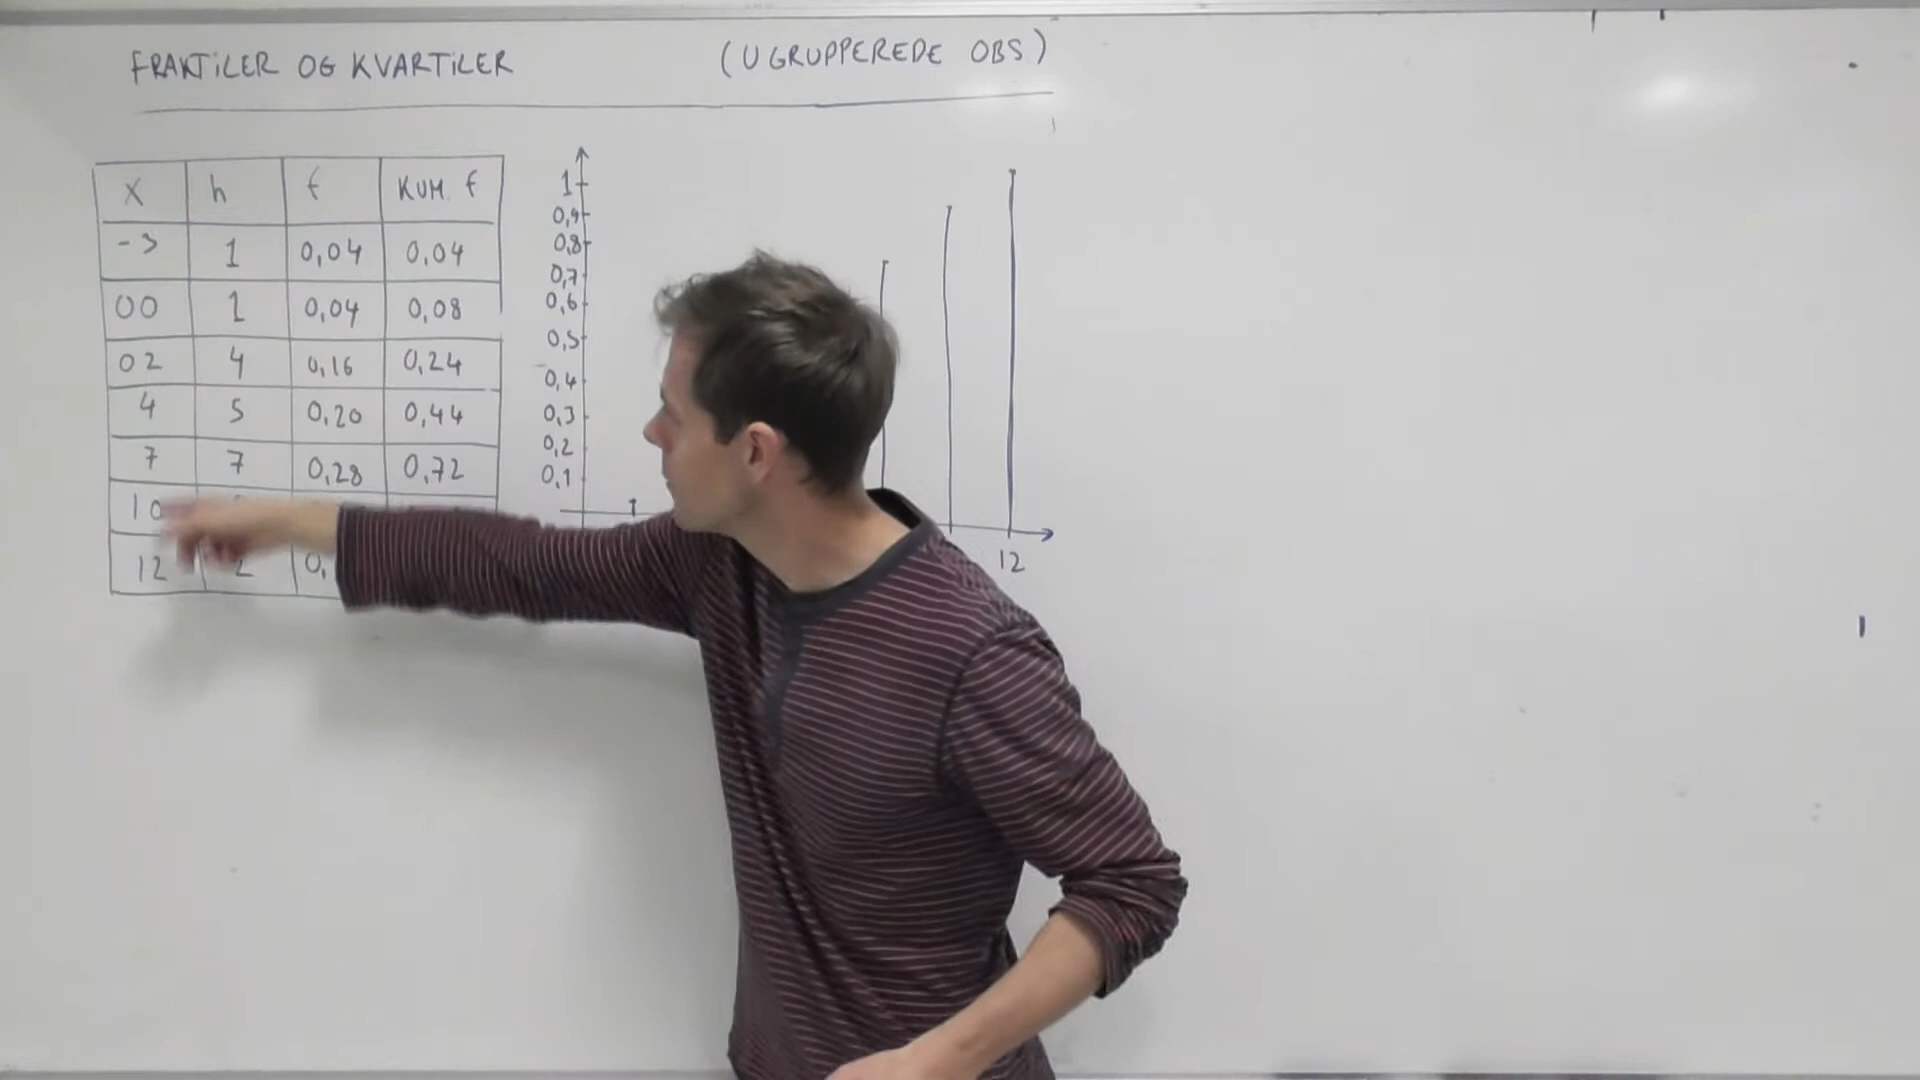 FRAKTILER OG KVARTILER (UGRUPPEREDE OBS)
x h f KUM. f
-3 1 0,04 0,04
00 1 0,04 0,08
02 4 0,16 0,24
4 5 0,20 0,44
7 7 0,28 0,72
10
12 2 0,
1
0,9
0,8
0,7
0,6
0,5
0,4
0,3
0,2
0,1
12